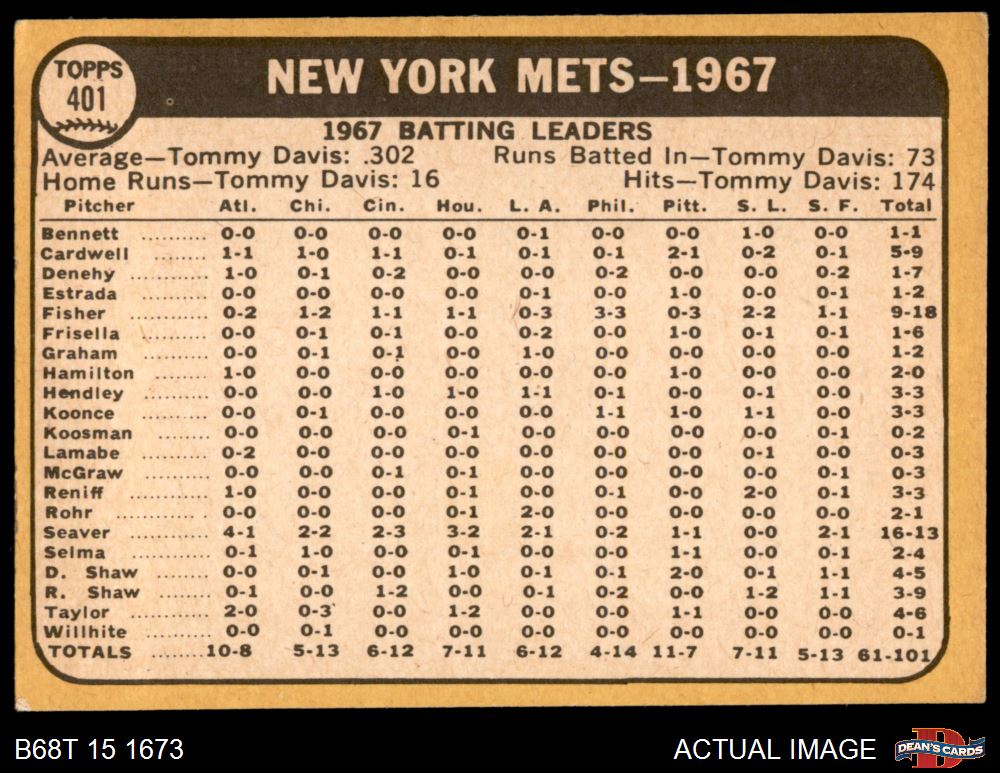 TOPPS
401
NEW YORK METS—1967
1967 BATTING LEADERS
Average—Tommy Davis: .302 Runs Batted In—Tommy Davis: 73
Home Runs—Tommy Davis: 16 Hits—Tommy Davis: 174
Pitcher Atl. Chi. Cin. Hou. L. A. Phil. Pitt. S. L. S. F. Total
Bennett .......... 0-0 0-0 0-0 0-0 0-1 0-0 0-0 1-0 0-0 1-1
Cardwell ........ 1-1 1-0 1-1 0-1 0-1 0-1 2-1 0-2 0-1 5-9
Denehy .......... 1-0 0-1 0-2 0-0 0-0 0-2 0-0 0-0 0-2 1-7
Estrada .......... 0-0 0-0 0-0 0-0 0-1 0-0 1-0 0-0 0-1 1-2
Fisher ............ 0-2 1-2 1-1 1-1 0-3 3-3 0-3 2-2 1-1 9-18
Frisella .......... 0-0 0-1 0-1 0-0 0-2 0-0 1-0 0-1 0-1 1-6
Graham .......... 0-0 0-1 0-1 0-0 1-0 0-0 0-0 0-0 0-0 1-2
Hamilton ........ 1-0 0-0 0-0 0-0 0-0 0-0 1-0 0-0 0-0 2-0
Hendley .......... 0-0 0-0 1-0 1-0 1-1 0-1 0-0 0-1 0-0 3-3
Koonce .......... 0-0 0-1 0-0 0-0 0-0 1-1 1-0 1-1 0-0 3-3
Koosman ........ 0-0 0-0 0-0 0-1 0-0 0-0 0-0 0-0 0-1 0-2
Lamabe .......... 0-2 0-0 0-0 0-0 0-0 0-0 0-0 0-1 0-0 0-3
McGraw .......... 0-0 0-0 0-1 0-1 0-0 0-0 0-0 0-0 0-1 0-3
Reniff ............ 1-0 0-0 0-0 0-1 0-0 0-1 0-0 2-0 0-1 3-3
Rohr .............. 0-0 0-0 0-0 0-1 2-0 0-0 0-0 0-0 0-0 2-1
Seaver ............ 4-1 2-2 2-3 3-2 2-1 0-2 1-1 0-0 2-1 16-13
Selma ............ 0-1 1-0 0-0 0-1 0-0 0-0 1-1 0-0 0-1 2-4
D. Shaw ........ 0-0 0-1 0-0 1-0 0-1 0-1 2-0 0-1 1-1 4-5
R. Shaw ........ 0-1 0-0 1-2 0-0 0-1 0-2 0-0 1-2 1-1 3-9
Taylor ............ 2-0 0-3 0-0 1-2 0-0 0-0 1-1 0-0 0-0 4-6
Willhite .......... 0-0 0-1 0-0 0-0 0-0 0-0 0-0 0-0 0-0 0-1
TOTALS ........10-8 5-13 6-12 7-11 6-12 4-14 11-7 7-11 5-13 61-101
B68T 15 1673 ACTUAL IMAGE
D
DEAN'S CARDS